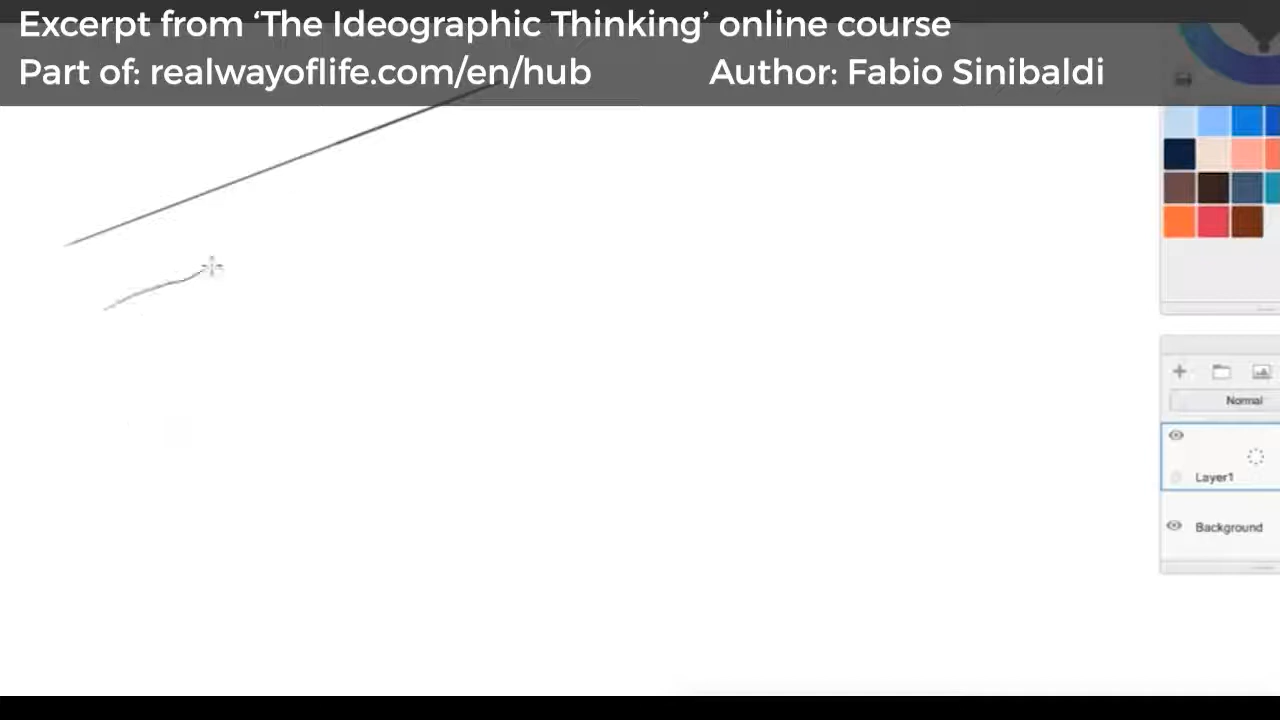 Excerpt from ‘The Ideographic Thinking’ online course
Part of: realwayoflife.com/en/hub Author: Fabio Sinibaldi
Normal
Layer1
Background